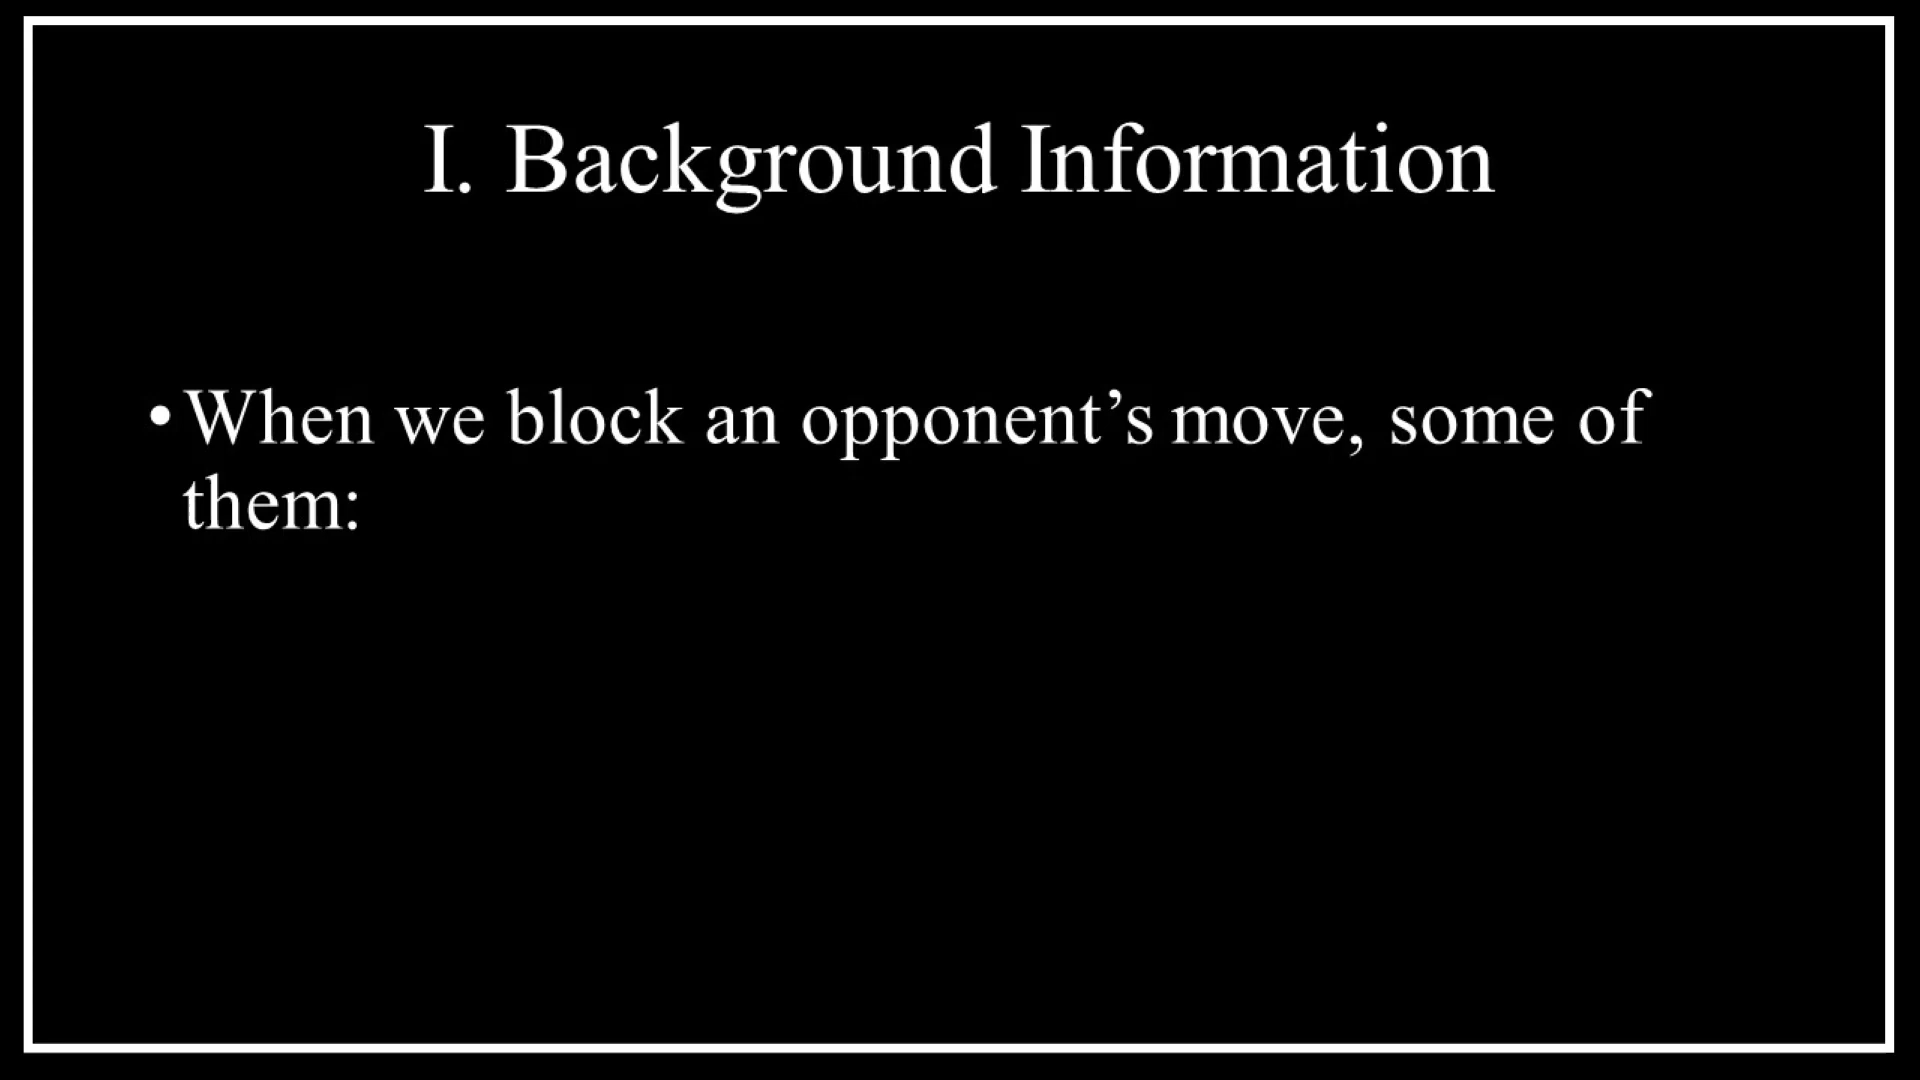 I. Background Information
• When we block an opponent’s move, some of
them: